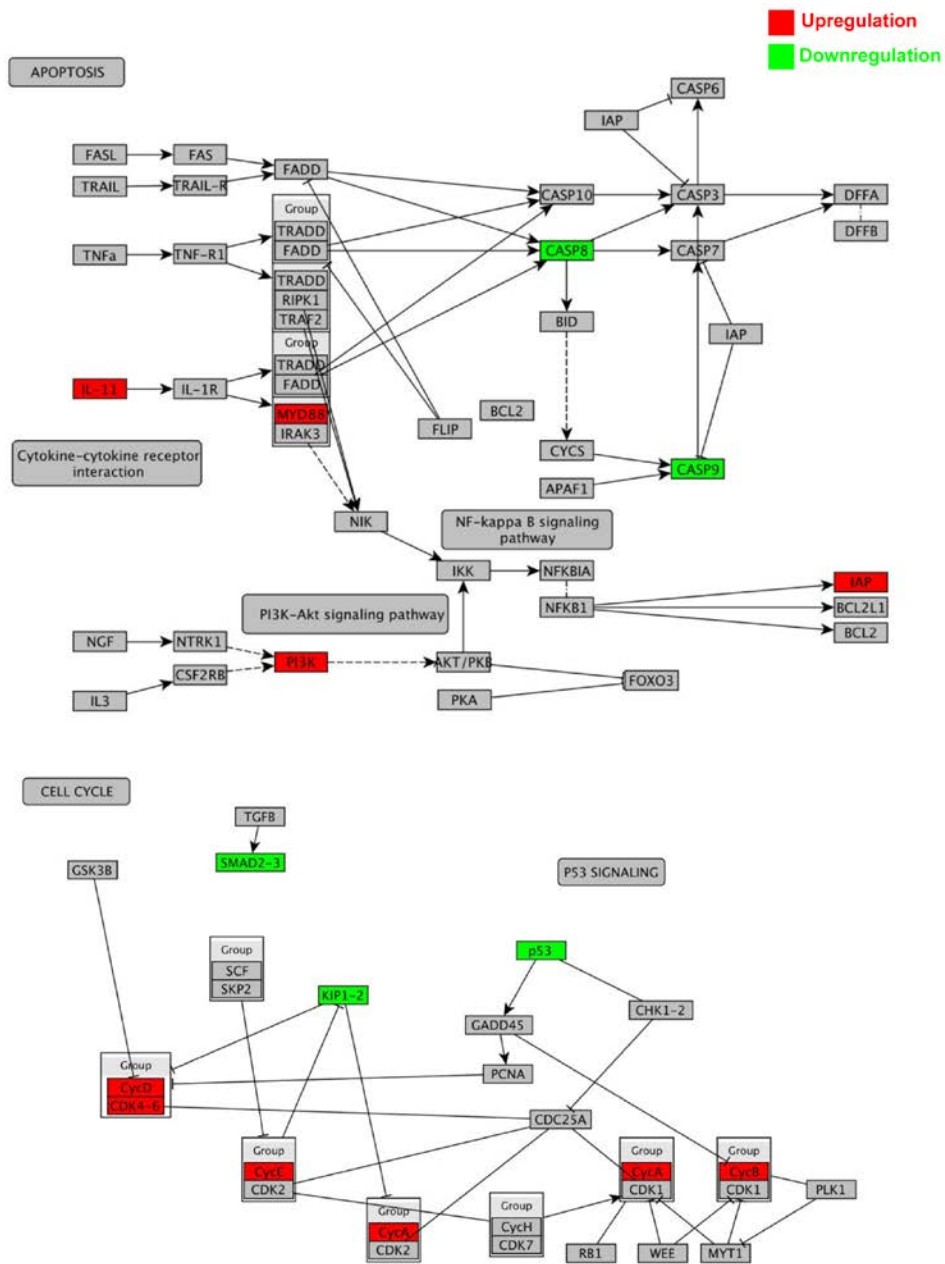 Upregulation
Downregulation
APOPTOSIS
CASP6
IAP
FASL
FAS
FADD
TRAIL
TRAIL-R
CASP10
CASP3
DFFA
Group
TRADD
FADD
DFFB
TNFa
TNF-R1
CASP8
CASP7
TRADD
RIPK1
TRAF2
BID
IAP
Group
TRADD
FADD
IL-11
IL-1R
MYD88
IRAK3
FLIP
BCL2
Cytokine-cytokine receptor
interaction
CYCS
CASP9
APAF1
NIK
NF-kappa B signaling
pathway
IKK
NFKBIA
IAP
NFKB1
BCL2L1
BCL2
PI3K-Akt signaling pathway
NGF
NTRK1
PI3K
AKT/PKB
CSF2RB
FOXO3
IL3
PKA
CELL CYCLE
TGFB
SMAD2-3
GSK3B
P53 SIGNALING
Group
SCF
SKP2
p53
KIP1-2
CHK1-2
GADD45
PCNA
Group
CycD
CDK4-6
CDC25A
Group
CycE
CDK2
Group
CycA
CDK1
Group
CycB
CDK1
PLK1
Group
CycA
CDK2
Group
CycH
CDK7
RB1
WEE
MYT1